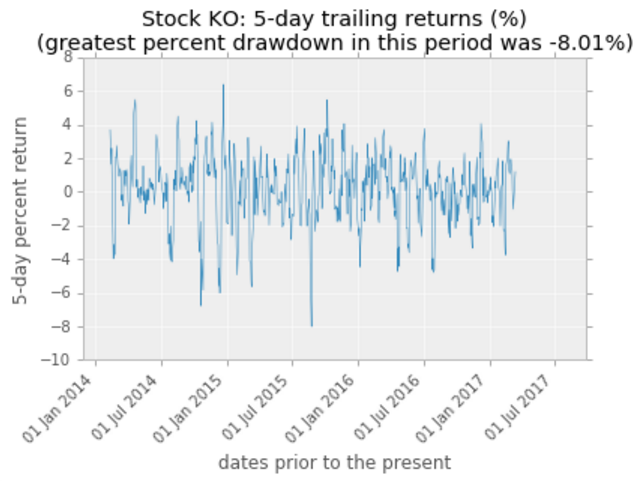 Stock KO: 5-day trailing returns (%)
(greatest percent drawdown in this period was -8.01%)
8
6
4
2
0
−2
−4
−6
−8
−10
5-day percent return
01 Jan 2014
01 Jul 2014
01 Jan 2015
01 Jul 2015
01 Jan 2016
01 Jul 2016
01 Jan 2017
01 Jul 2017
dates prior to the present